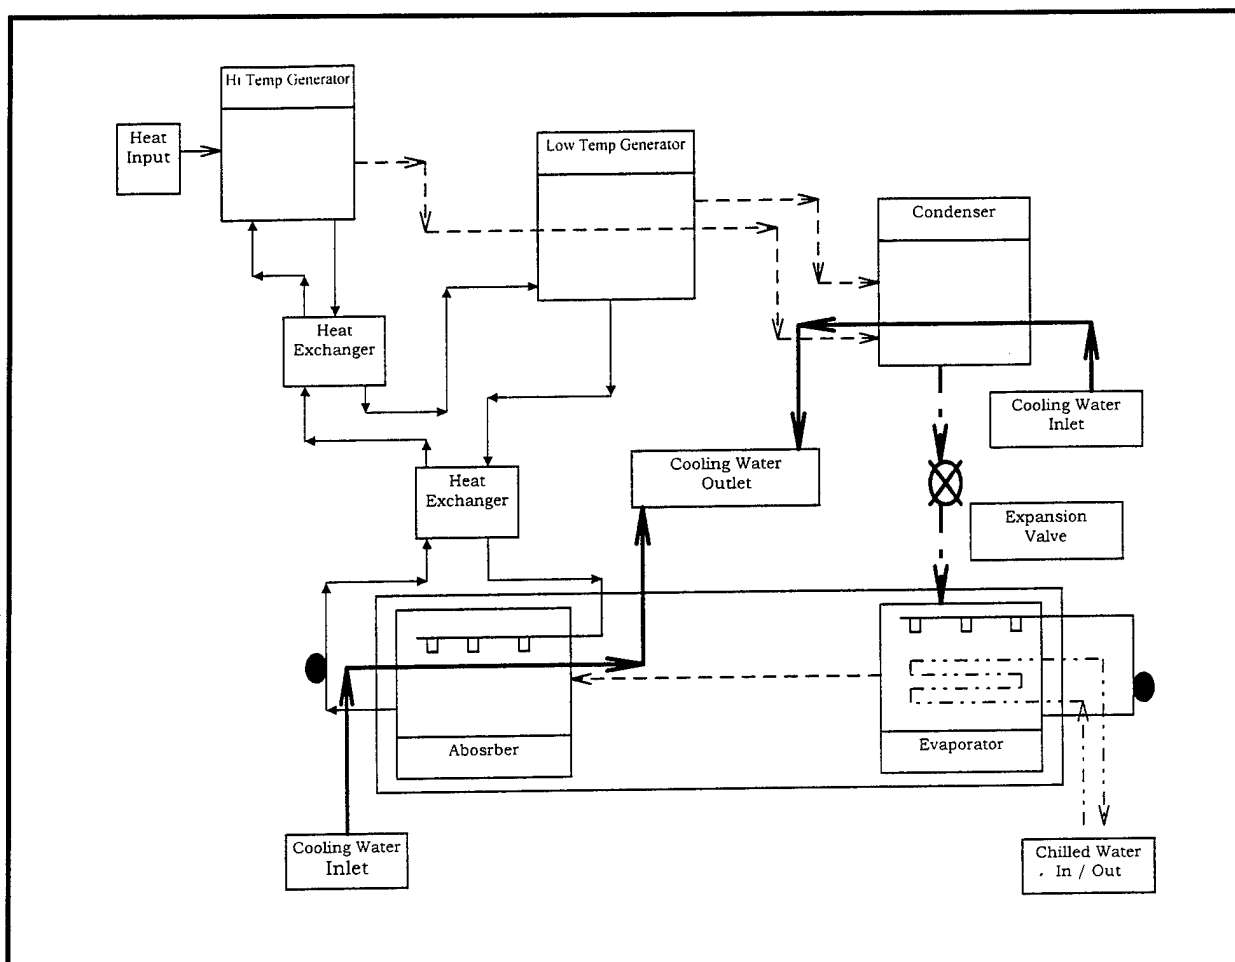 Hi Temp Generator
Heat
Input
Low Temp Generator
Condenser
Heat
Exchanger
Cooling Water
Inlet
Cooling Water
Outlet
Heat
Exchanger
Expansion
Valve
Abosrber
Evaporator
Cooling Water
Inlet
Chilled Water
In / Out